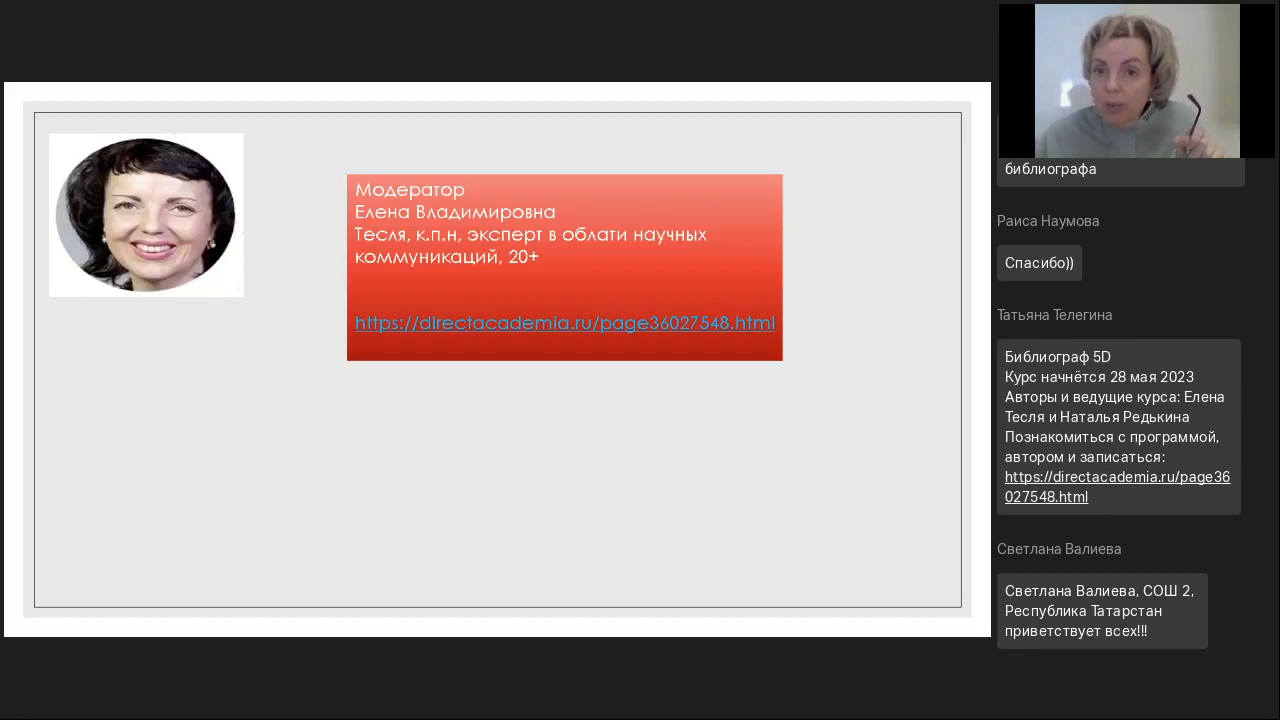 Модератор
Елена Владимировна
Тесля, к.п.н, эксперт в облати научных
коммуникаций, 20+
https://directacademia.ru/page36027548.html
библиографа
Раиса Наумова
Спасибо))
Татьяна Телегина
Библиограф 5D
Курс начнётся 28 мая 2023
Авторы и ведущие курса: Елена
Тесля и Наталья Редькина
Познакомиться с программой,
автором и записаться:
https://directacademia.ru/page36
027548.html
Светлана Валиева
Светлана Валиева, СОШ 2,
Республика Татарстан
приветствует всех!!!